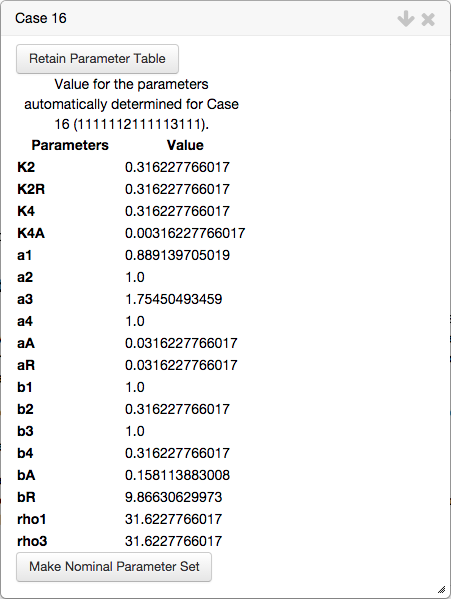 Case 16
Retain Parameter Table
Value for the parameters
automatically determined for Case
16 (1111112111113111).
Parameters Value
K2 0.316227766017
K2R 0.316227766017
K4 0.316227766017
K4A 0.00316227766017
a1 0.889139705019
a2 1.0
a3 1.75450493459
a4 1.0
aA 0.0316227766017
aR 0.0316227766017
b1 1.0
b2 0.316227766017
b3 1.0
b4 0.316227766017
bA 0.158113883008
bR 9.86630629973
rho1 31.6227766017
rho3 31.6227766017
Make Nominal Parameter Set